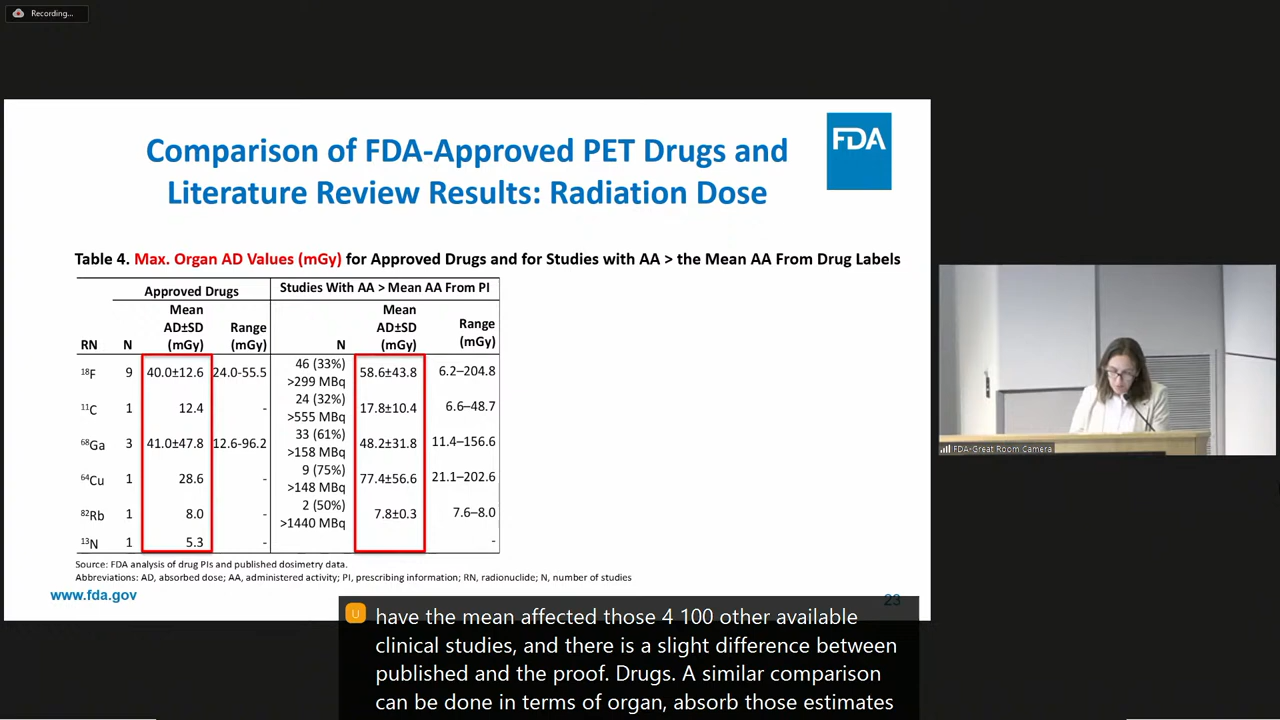 Recording...
FDA
Comparison of FDA-Approved PET Drugs and
Literature Review Results: Radiation Dose
Table 4. Max. Organ AD Values (mGy) for Approved Drugs and for Studies with AA > the Mean AA From Drug Labels
Approved Drugs Studies With AA > Mean AA From PI
RN N Mean AD±SD (mGy) Range (mGy) N Mean AD±SD (mGy) Range (mGy)
¹⁸F 9 40.0±12.6 24.0-55.5 46 (33%) >299 MBq 58.6±43.8 6.2–204.8
¹¹C 1 12.4 - 24 (32%) >555 MBq 17.8±10.4 6.6–48.7
⁶⁸Ga 3 41.0±47.8 12.6-96.2 33 (61%) >158 MBq 48.2±31.8 11.4–156.6
⁶⁴Cu 1 28.6 - 9 (75%) >148 MBq 77.4±56.6 21.1–202.6
⁸²Rb 1 8.0 - 2 (50%) >1440 MBq 7.8±0.3 7.6–8.0
¹³N 1 5.3 - -
Source: FDA analysis of drug PIs and published dosimetry data.
Abbreviations: AD, absorbed dose; AA, administered activity; PI, prescribing information; RN, radionuclide; N, number of studies
www.fda.gov
23
FDA-Great Room Camera
U have the mean affected those 4 100 other available
clinical studies, and there is a slight difference between
published and the proof. Drugs. A similar comparison
can be done in terms of organ, absorb those estimates